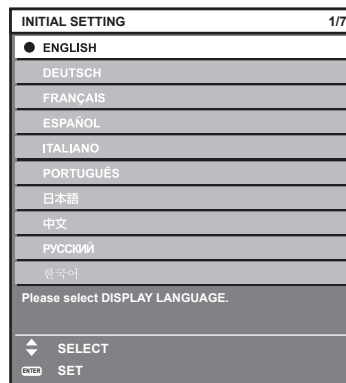 INITIAL SETTING 1/7
ENGLISH
DEUTSCH
FRANÇAIS
ESPAÑOL
ITALIANO
PORTUGUÊS
日本語
中文
РУССКИЙ
한국어
Please select DISPLAY LANGUAGE.
SELECT
ENTER SET